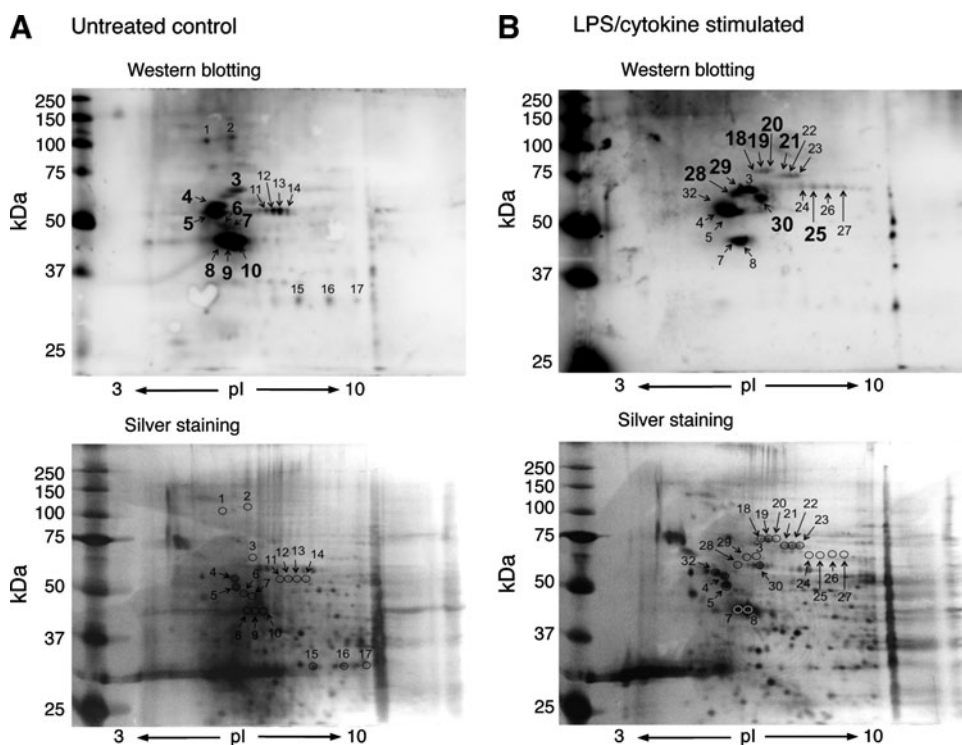 A Untreated control
Western blotting
250
150
100
75
50
37
25
kDa
1 2
3
4
5
6
7
8 9 10
11 12 13 14
15 16 17
3 pI 10
Silver staining
250
150
100
75
50
37
25
kDa
1 2
3
4
5
6
7
8 9 10
11 12 13 14
15 16 17
3 pI 10
B LPS/cytokine stimulated
Western blotting
250
150
100
75
50
37
25
kDa
18 19 20 21 22 23
29 3
28
32
4
5
30
24 25 26 27
7 8
3 pI 10
Silver staining
250
150
100
75
50
37
25
kDa
18 19 20 21 22 23
29 3
28
32
4
5
30
24 25 26 27
7 8
3 pI 10